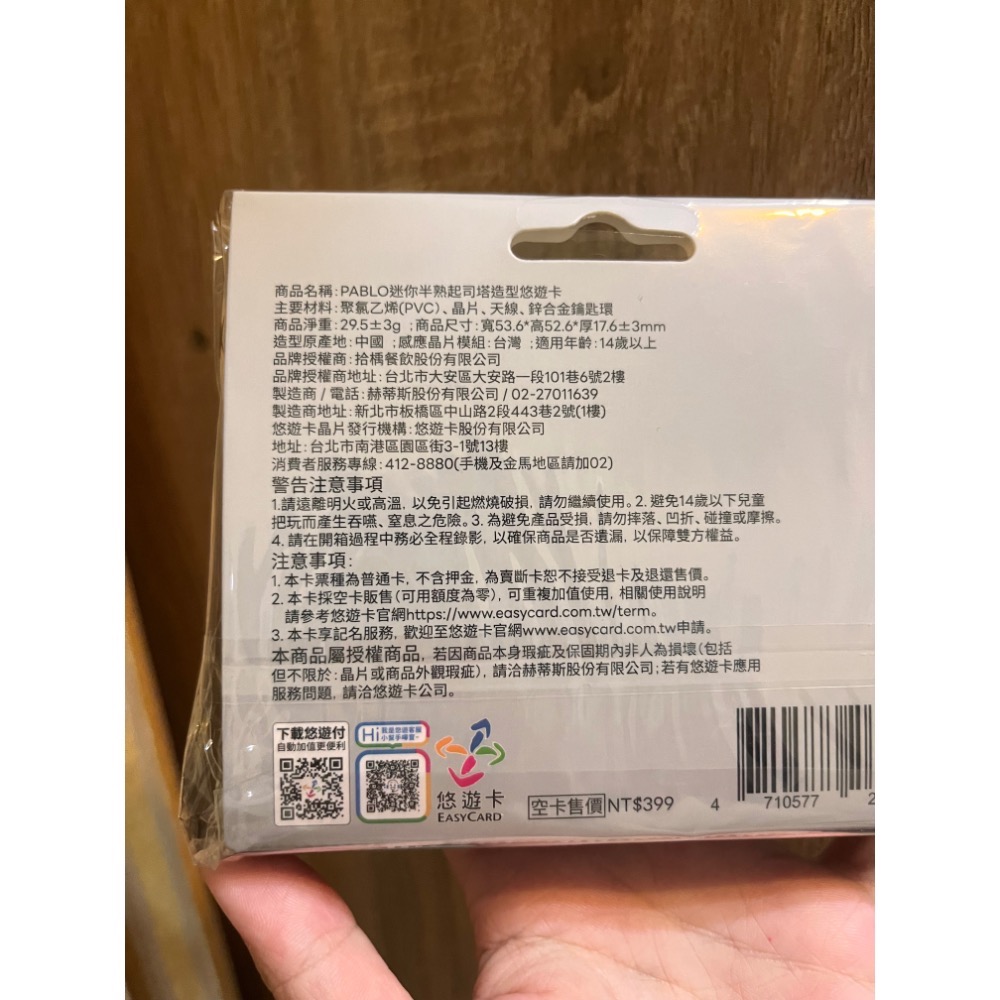 商品名稱:PABLO迷你半熟起司塔造型悠遊卡
主要材料:聚氯乙烯(PVC)、晶片、天線、鋅合金鑰匙環
商品淨重:29.5±3g ;商品尺寸:寬53.6*高52.6*厚17.6±3mm
造型原產地:中國 ;感應晶片模組:台灣 ;適用年齡:14歲以上
品牌授權商:拾楀餐飲股份有限公司
品牌授權商地址:台北市大安區大安路一段101巷6號2樓
製造商/電話:赫蒂斯股份有限公司/02-27011639
製造商地址:新北市板橋區中山路2段443巷2號(1樓)
悠遊卡晶片發行機構:悠遊卡股份有限公司
地址:台北市南港區園區街3-1號13樓
消費者服務專線:412-8880(手機及金馬地區請加02)
警告注意事項
1.請遠離明火或高溫, 以免引起燃燒破損, 請勿繼續使用。2. 避免14歲以下兒童
把玩而產生吞嚥、窒息之危險。3. 為避免產品受損, 請勿摔落、凹折、碰撞或摩擦。
4. 請在開箱過程中務必全程錄影, 以確保商品是否遺漏, 以保障雙方權益。
注意事項:
1. 本卡票種為普通卡, 不含押金, 為賣斷卡恕不接受退卡及退還售價。
2. 本卡採空卡販售(可用額度為零), 可重複加值使用, 相關使用說明
請參考悠遊卡官網https://www.easycard.com.tw/term。
3. 本卡享記名服務, 歡迎至悠遊卡官網www.easycard.com.tw申請。
本商品屬授權商品, 若因商品本身瑕疵及保固期內非人為損壞(包括
但不限於:晶片或商品外觀瑕疵), 請洽赫蒂斯股份有限公司;若有悠遊卡應用
服務問題, 請洽悠遊卡公司。
下載悠遊付
自動加值更便利
Hi
悠遊卡
EASYCARD
空卡售價 NT$399
4 710577 2